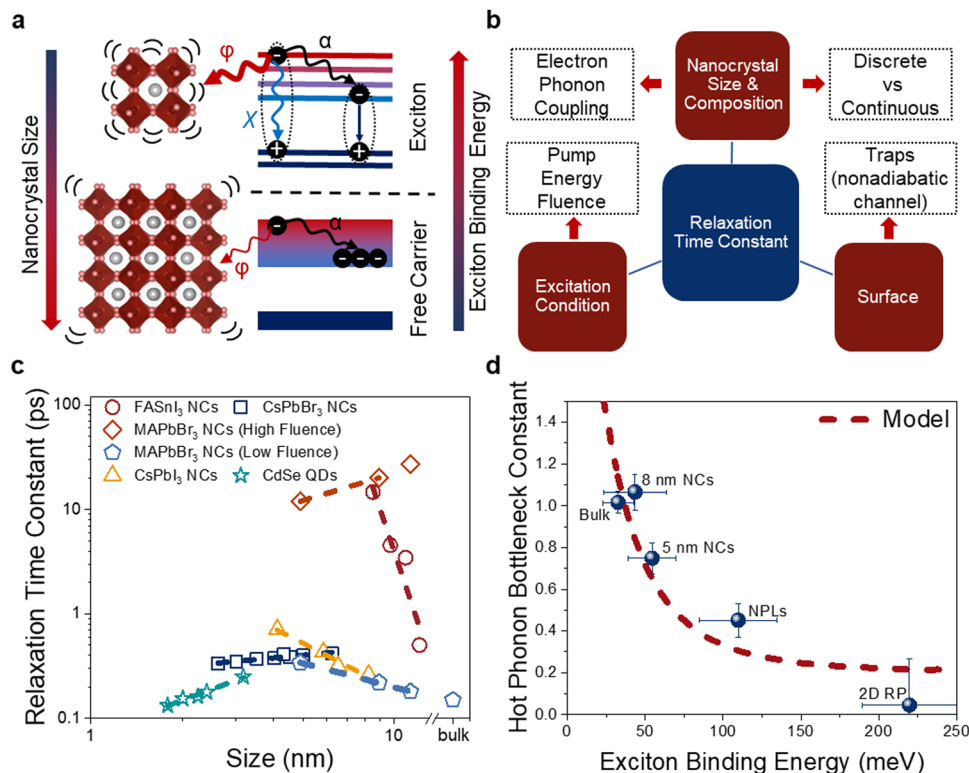 a
Nanocrystal Size
φ
α
χ
Exciton
φ
α
Free Carrier
Exciton Binding Energy
b
Electron
Phonon
Coupling
Nanocrystal
Size &
Composition
Discrete
vs
Continuous
Pump
Energy
Fluence
Traps
(nonadiabatic
channel)
Relaxation
Time Constant
Excitation
Condition
Surface
c
Relaxation Time Constant (ps)
100
10
1
0.1
FASnI₃ NCs
CsPbBr₃ NCs
MAPbBr₃ NCs (High Fluence)
MAPbBr₃ NCs (Low Fluence)
CsPbI₃ NCs
CdSe QDs
1
10
bulk
Size (nm)
d
Hot Phonon Bottleneck Constant
1.4
1.2
1.0
0.8
0.6
0.4
0.2
0.0
Model
8 nm NCs
Bulk
5 nm NCs
NPLs
2D RP
0
50
100
150
200
250
Exciton Binding Energy (meV)